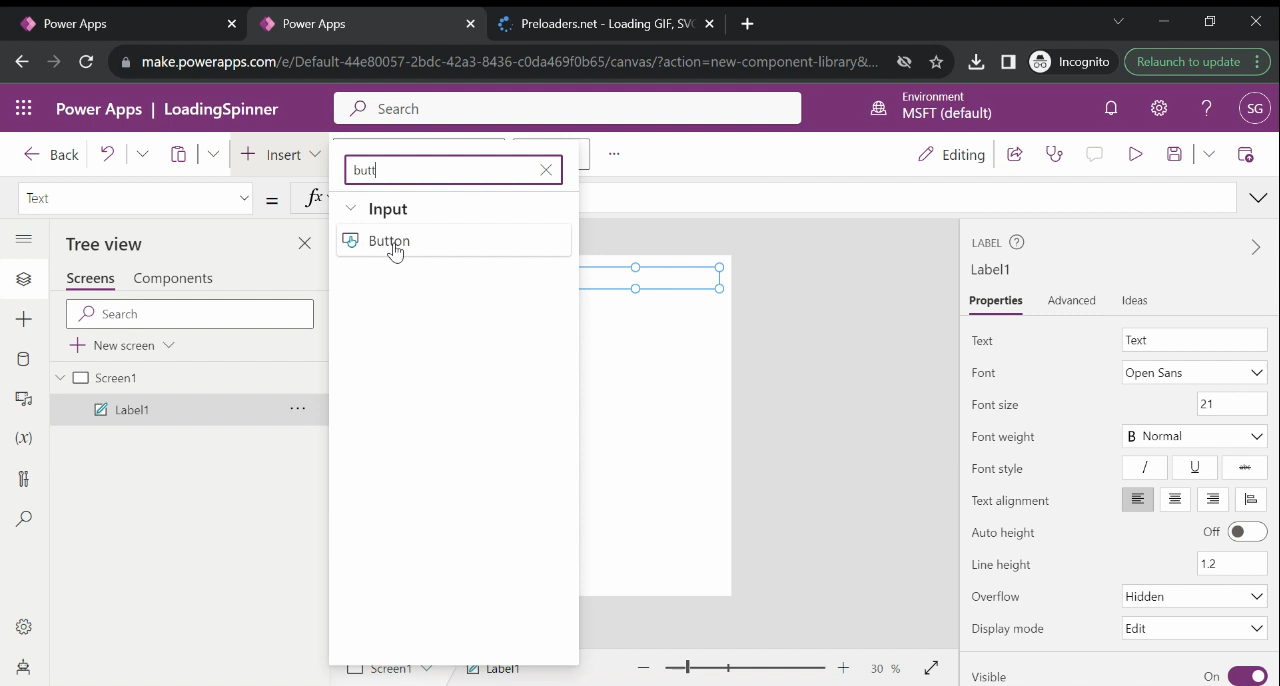 Power Apps
Power Apps
Preloaders.net - Loading GIF, SV
make.powerapps.com/e/Default-44e80057-2bdc-42a3-8436-c0da469f0b65/canvas/?action=new-component-library&...
Incognito
Relaunch to update
Power Apps | LoadingSpinner
Search
Environment
MSFT (default)
SG
Back
Insert
Editing
butt
Text
=
fx
Input
Button
Tree view
Screens
Components
Search
New screen
Screen1
Label1
LABEL
Label1
Properties
Advanced
Ideas
Text
Text
Font
Open Sans
Font size
21
Font weight
B Normal
Font style
/ U abc
Text alignment
Auto height
Off
Line height
1.2
Overflow
Hidden
Display mode
Edit
Visible
On
Screen1
Label1
30 %